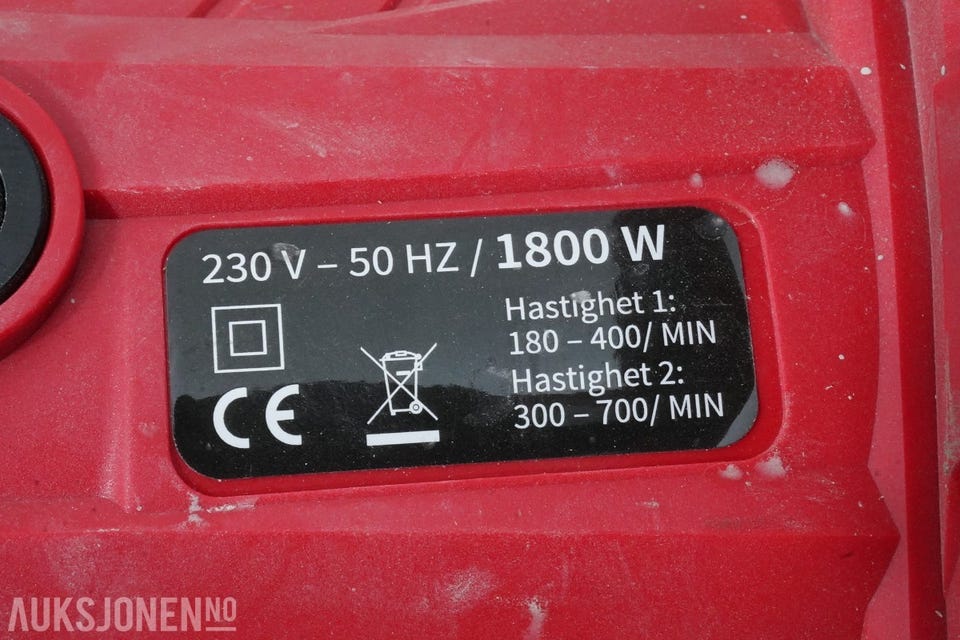 230 V – 50 HZ / 1800 W
Hastighet 1:
180 – 400/ MIN
Hastighet 2:
300 – 700/ MIN
CE
AUKSJONEN.NO